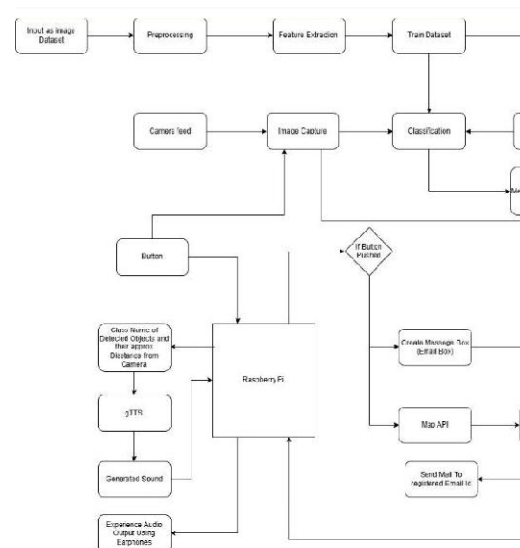 Input as image
Dataset
Preprocessing
Feature Extraction
Train Dataset
Camera feed
Image Capture
Classification
Button
If Button
Pushed
Class Name of
Detected Objects and
their approx
Distance from
Camera
Raspberry Pi
Create Message Box
(Email Box)
gTTS
Map API
Generated Sound
Send Mail To
registered Email Id
Experience Audio
Output Using
Earphones